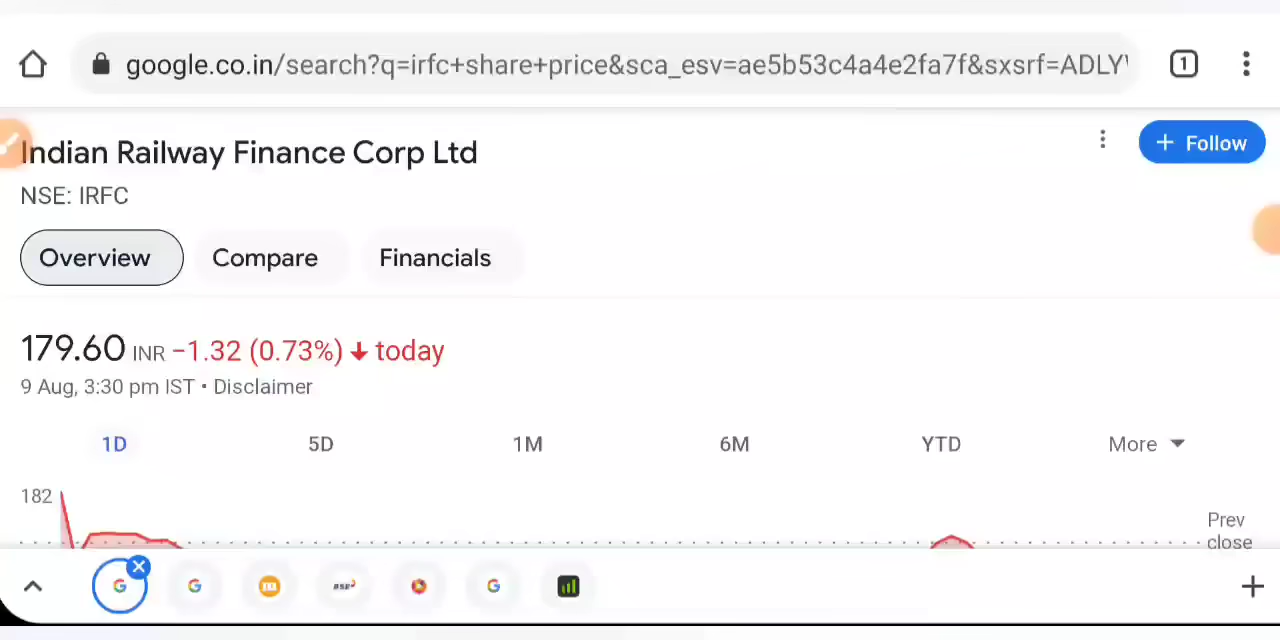 google.co.in/search?q=irfc+share+price&sca_esv=ae5b53c4a4e2fa7f&sxsrf=ADLY
1
Indian Railway Finance Corp Ltd
+ Follow
NSE: IRFC
Overview
Compare
Financials
179.60 INR −1.32 (0.73%) ↓ today
9 Aug, 3:30 pm IST • Disclaimer
1D
5D
1M
6M
YTD
More
182
Prev
close